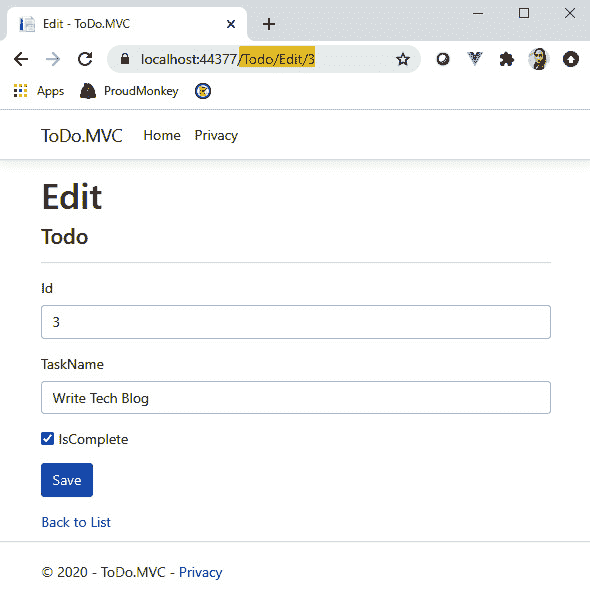 Edit - ToDo.MVC
localhost:44377/Todo/Edit/3
Apps ProudMonkey
ToDo.MVC Home Privacy
Edit
Todo
Id
3
TaskName
Write Tech Blog
IsComplete
Save
Back to List
© 2020 - ToDo.MVC - Privacy